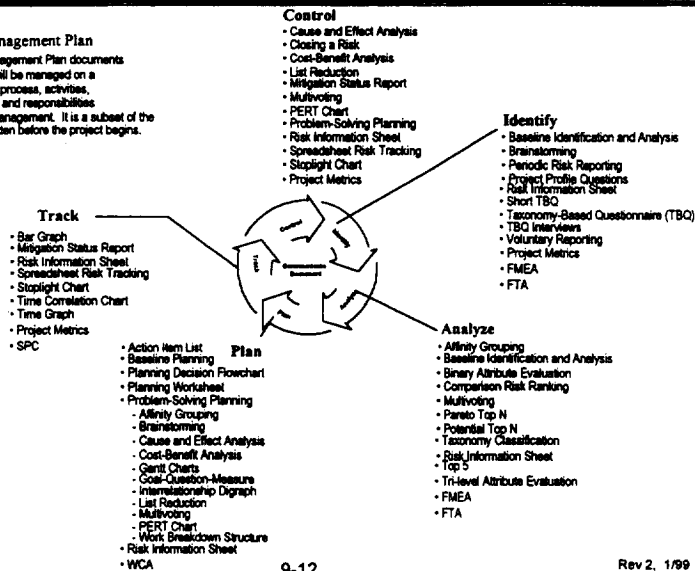 nagement Plan
agement Plan documents
ill be managed on a
process, activities,
and responsibilities
nagement. It is a subset of the
ten before the project begins.
Control
• Cause and Effect Analysis
• Closing a Risk
• Cost-Benefit Analysis
• List Reduction
• Mitigation Status Report
• Multivoting
• PERT Chart
• Problem-Solving Planning
• Risk Information Sheet
• Spreadsheet Risk Tracking
• Stoplight Chart
• Project Metrics
Identify
• Baseline Identification and Analysis
• Brainstorming
• Periodic Risk Reporting
• Project Profile Questions
• Risk Information Sheet
• Short TBQ
• Taxonomy-Based Questionnaire (TBQ)
• TBQ Interviews
• Voluntary Reporting
• Project Metrics
• FMEA
• FTA
Track
• Bar Graph
• Mitigation Status Report
• Risk Information Sheet
• Spreadsheet Risk Tracking
• Stoplight Chart
• Time Correlation Chart
• Time Graph
• Project Metrics
• SPC
Control
Track
Plan
Analyze
• Affinity Grouping
• Baseline Identification and Analysis
• Binary Attribute Evaluation
• Comparison Risk Ranking
• Multivoting
• Pareto Top N
• Potential Top N
• Taxonomy Classification
• Risk Information Sheet
• Top 5
• Tri-level Attribute Evaluation
• FMEA
• FTA
Plan
• Action Item List
• Baseline Planning
• Planning Decision Flowchart
• Planning Worksheet
• Problem-Solving Planning
- Affinity Grouping
- Brainstorming
- Cause and Effect Analysis
- Cost-Benefit Analysis
- Gantt Charts
- Goal-Question-Measure
- Interrelationship Digraph
- List Reduction
- Multivoting
- PERT Chart
- Work Breakdown Structure
• Risk Information Sheet
• WCA
9-12
Rev 2, 1/99